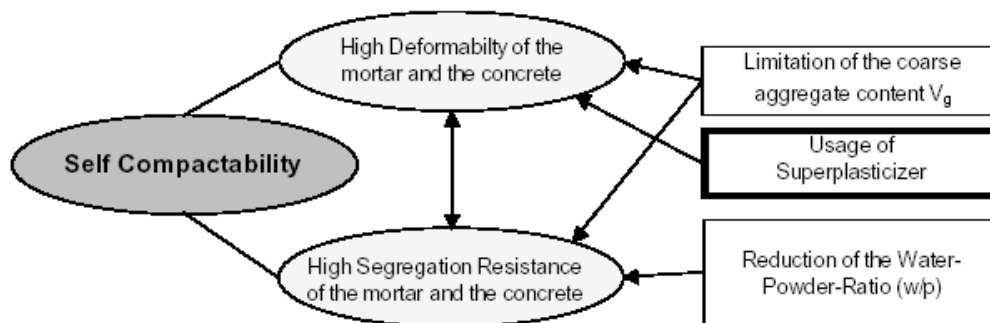 High Deformabilty of the
mortar and the concrete
Limitation of the coarse
aggregate content Vg
Self Compactability
Usage of
Superplasticizer
High Segregation Resistance
of the mortar and the concrete
Reduction of the Water-
Powder-Ratio (w/p)